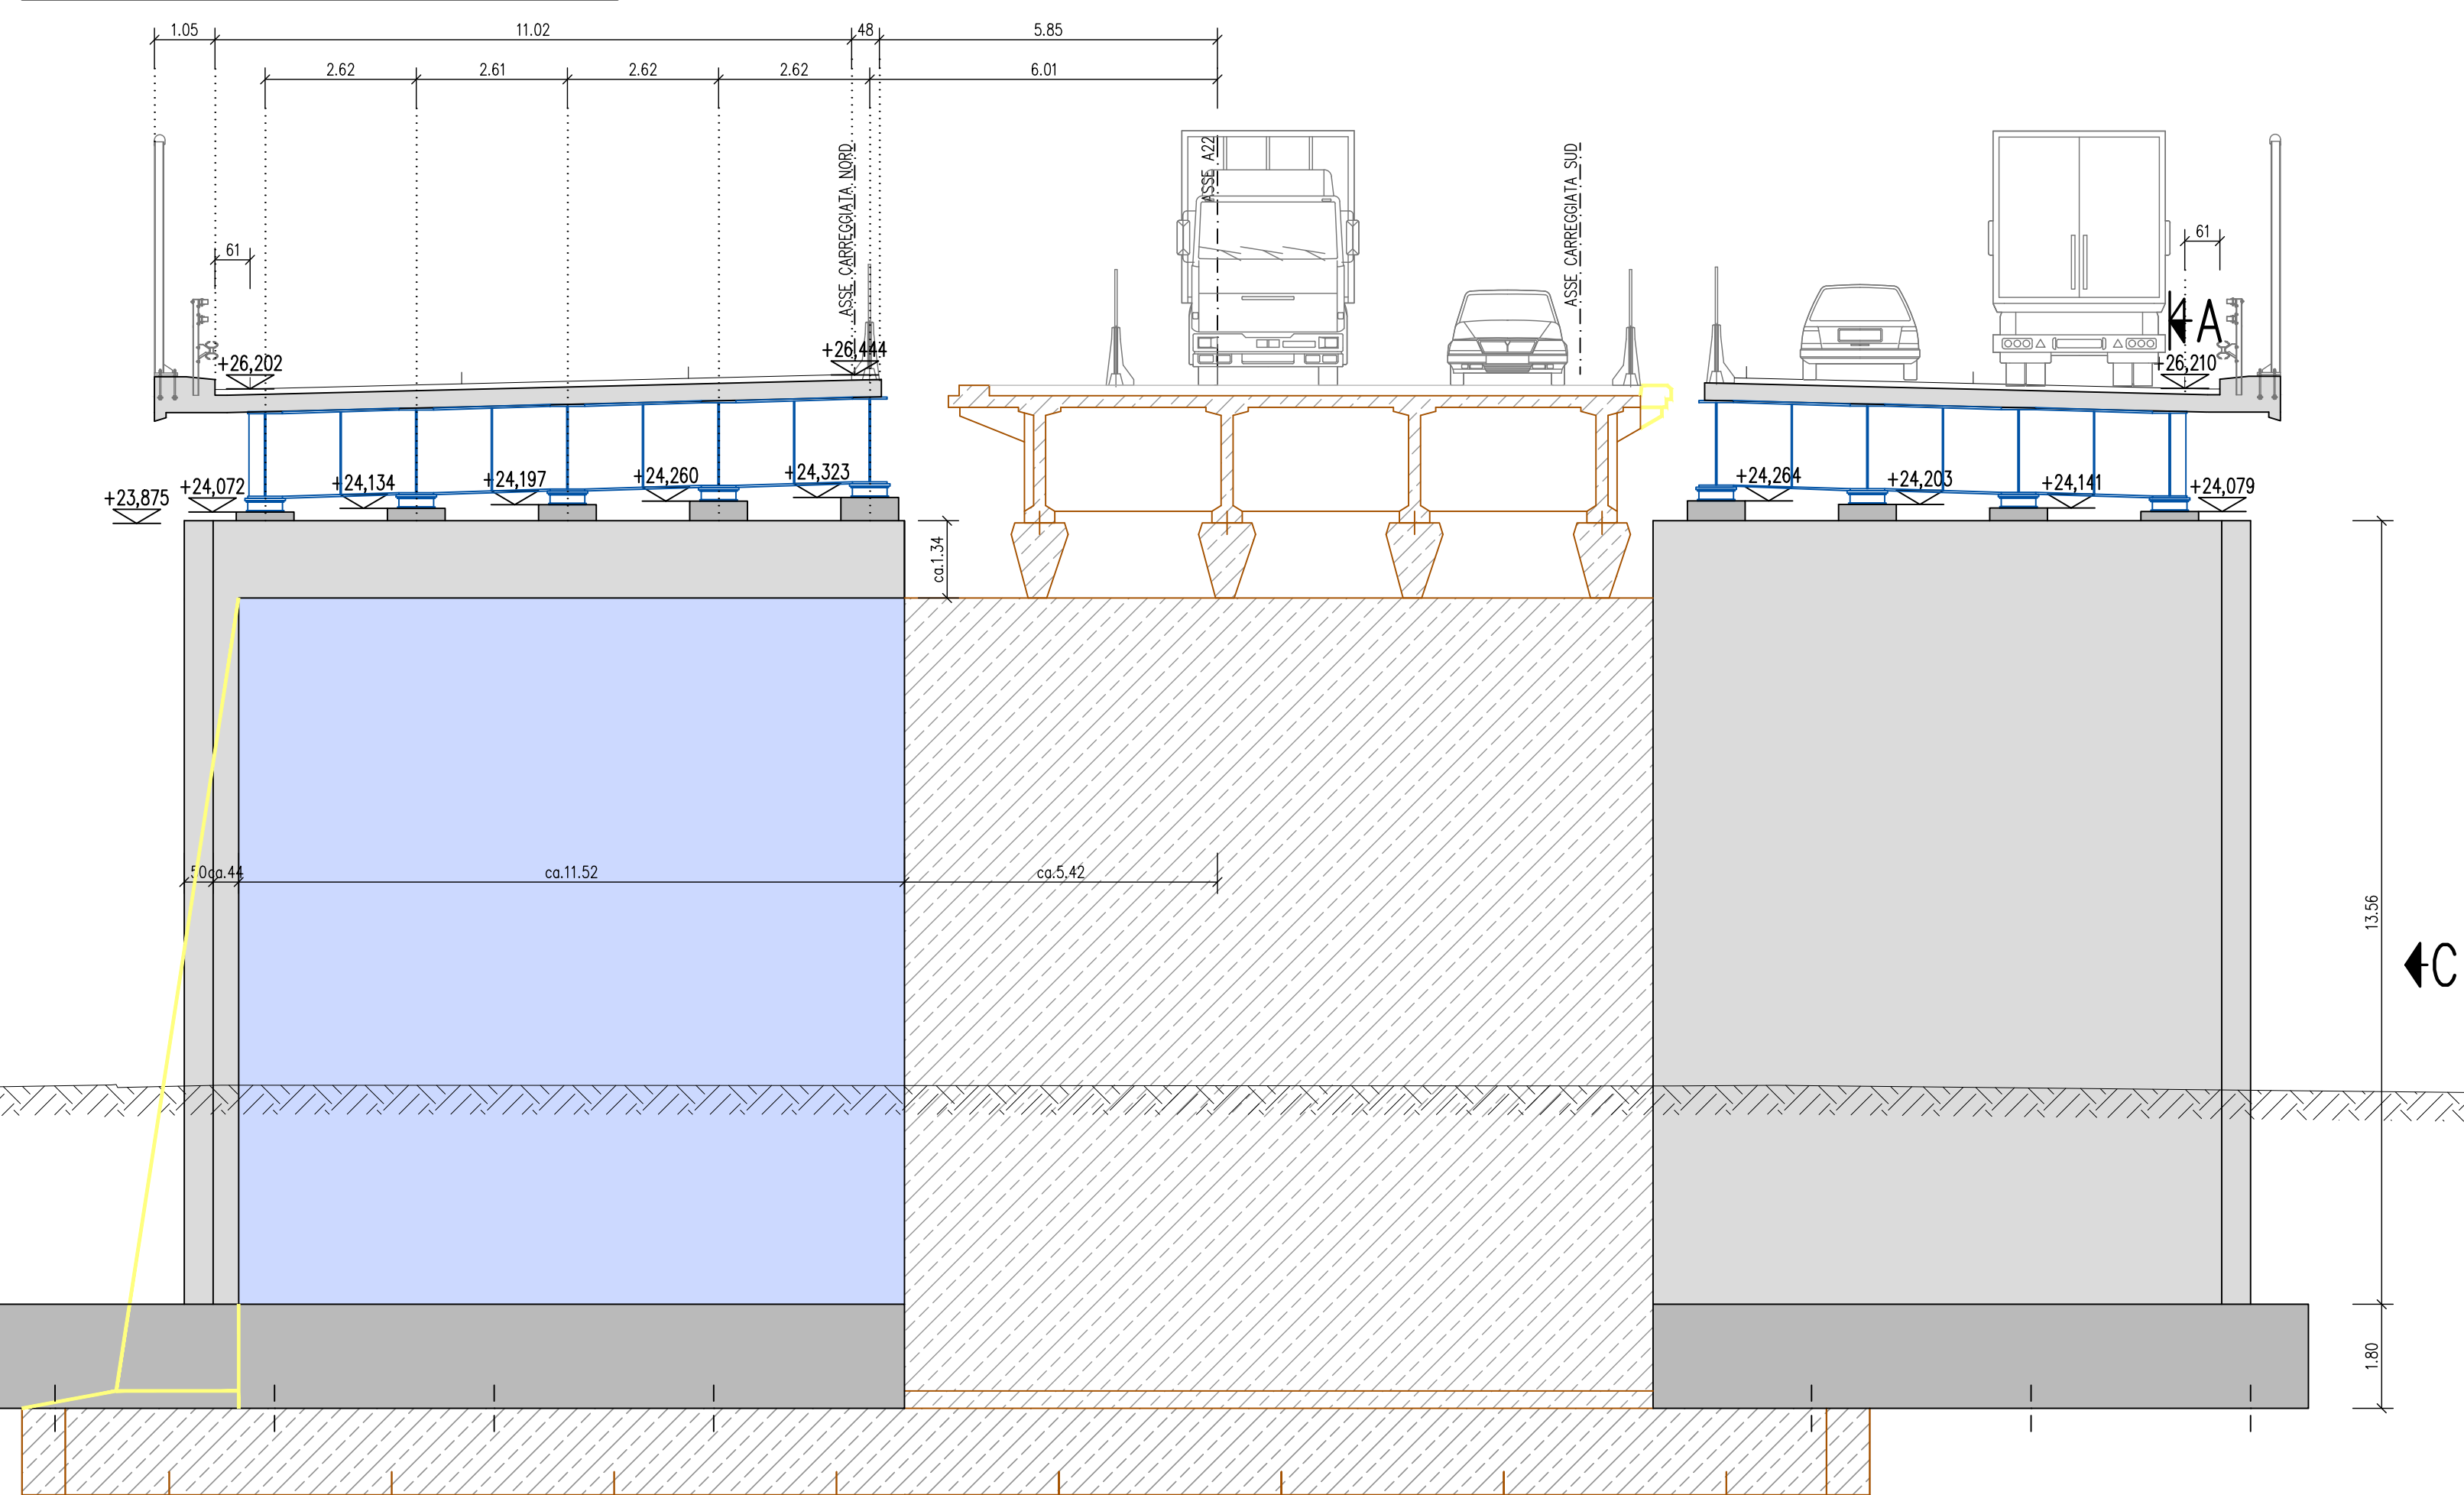 1.05 11.02 48 5.85
2.62 2.61 2.62 2.62 6.01
ASSE CARREGGIATA NORD
ASSE A22
ASSE CARREGGIATA SUD
61
61
A
+26,202
+26,444
+26,210
+23,875
+24,072
+24,134
+24,197
+24,260
+24,323
+24,264
+24,203
+24,141
+24,079
ca.1.34
50 ca.44 ca.11.52 ca.5.42
13.56
C
1.80